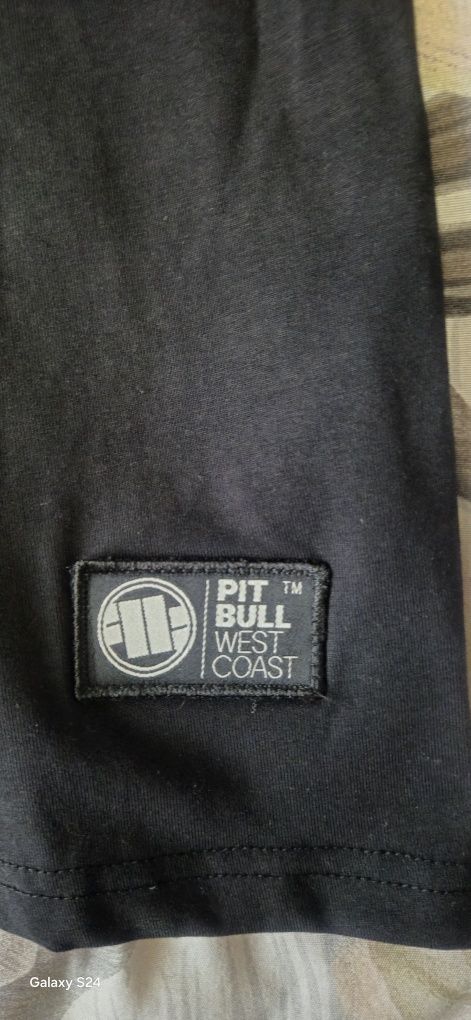 PIT ™
BULL
WEST
COAST
Galaxy S24